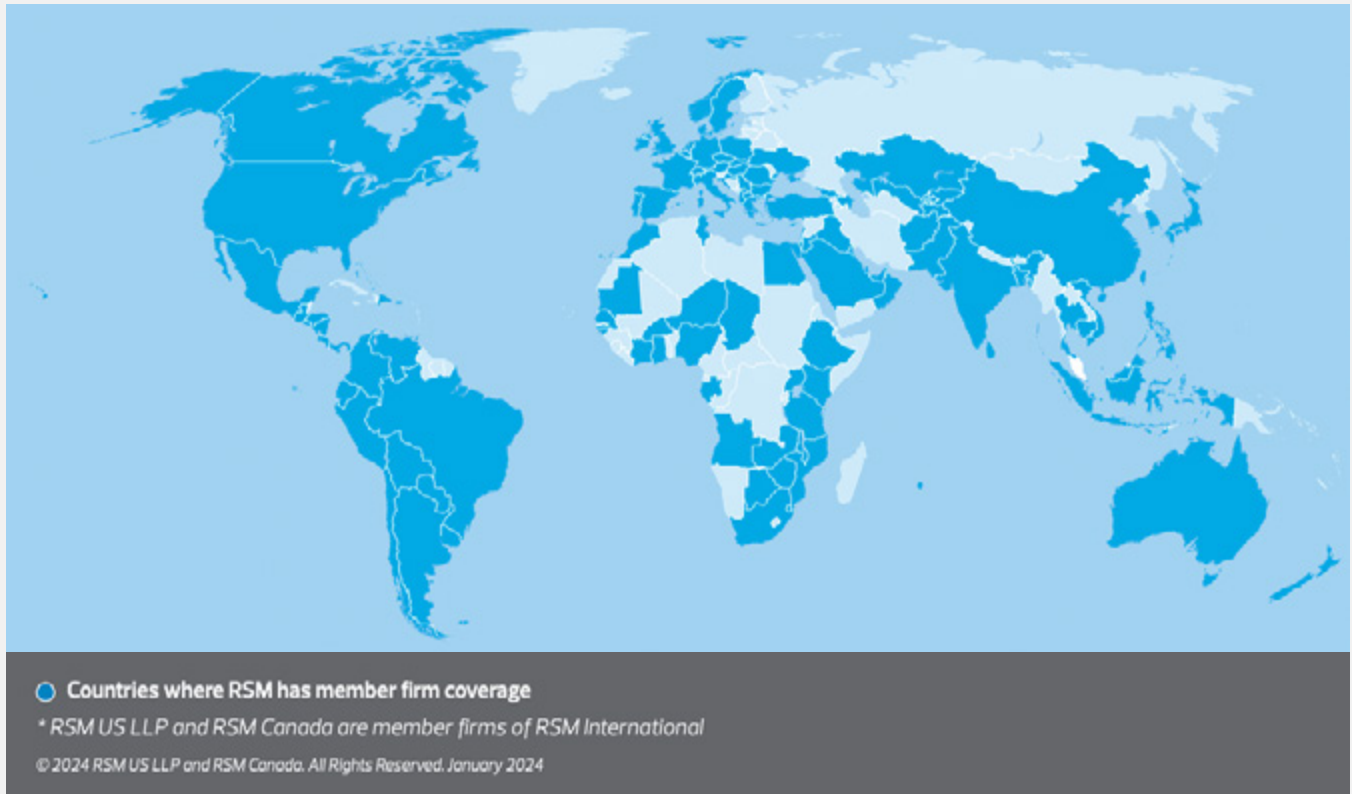 Countries where RSM has member firm coverage
* RSM US LLP and RSM Canada are member firms of RSM International
© 2024 RSM US LLP and RSM Canada. All Rights Reserved. January 2024